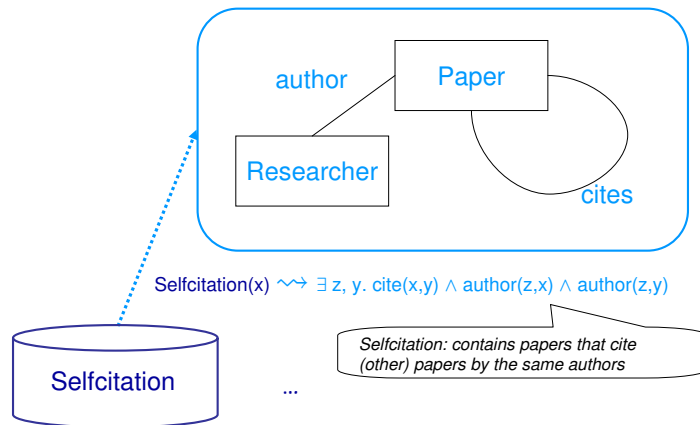 Paper
author
Researcher
cites
Selfcitation(x) ⇝ ∃ z, y. cite(x,y) ∧ author(z,x) ∧ author(z,y)
Selfcitation: contains papers that cite
(other) papers by the same authors
Selfcitation
...